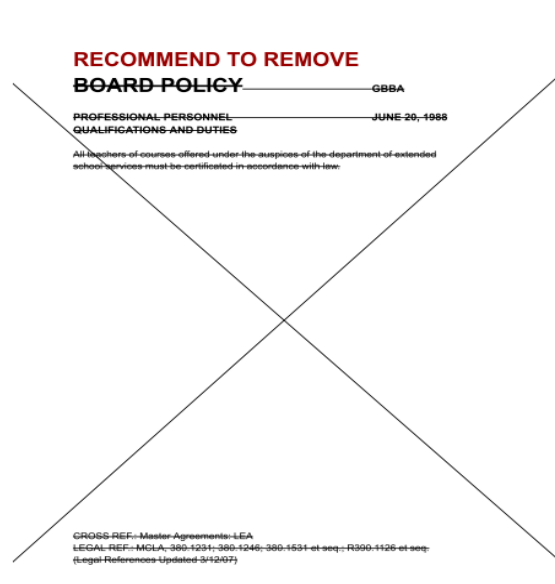 RECOMMEND TO REMOVE
BOARD POLICY GBBA
PROFESSIONAL PERSONNEL JUNE 20, 1988
QUALIFICATIONS AND DUTIES
All teachers of courses offered under the auspices of the department of extended
school services must be certificated in accordance with law.
CROSS REF.: Master Agreements: LEA
LEGAL REF.: MCLA, 380.1231; 380.1246; 380.1531 et seq.; R390.1126 et seq.
(Legal References Updated 3/12/07)